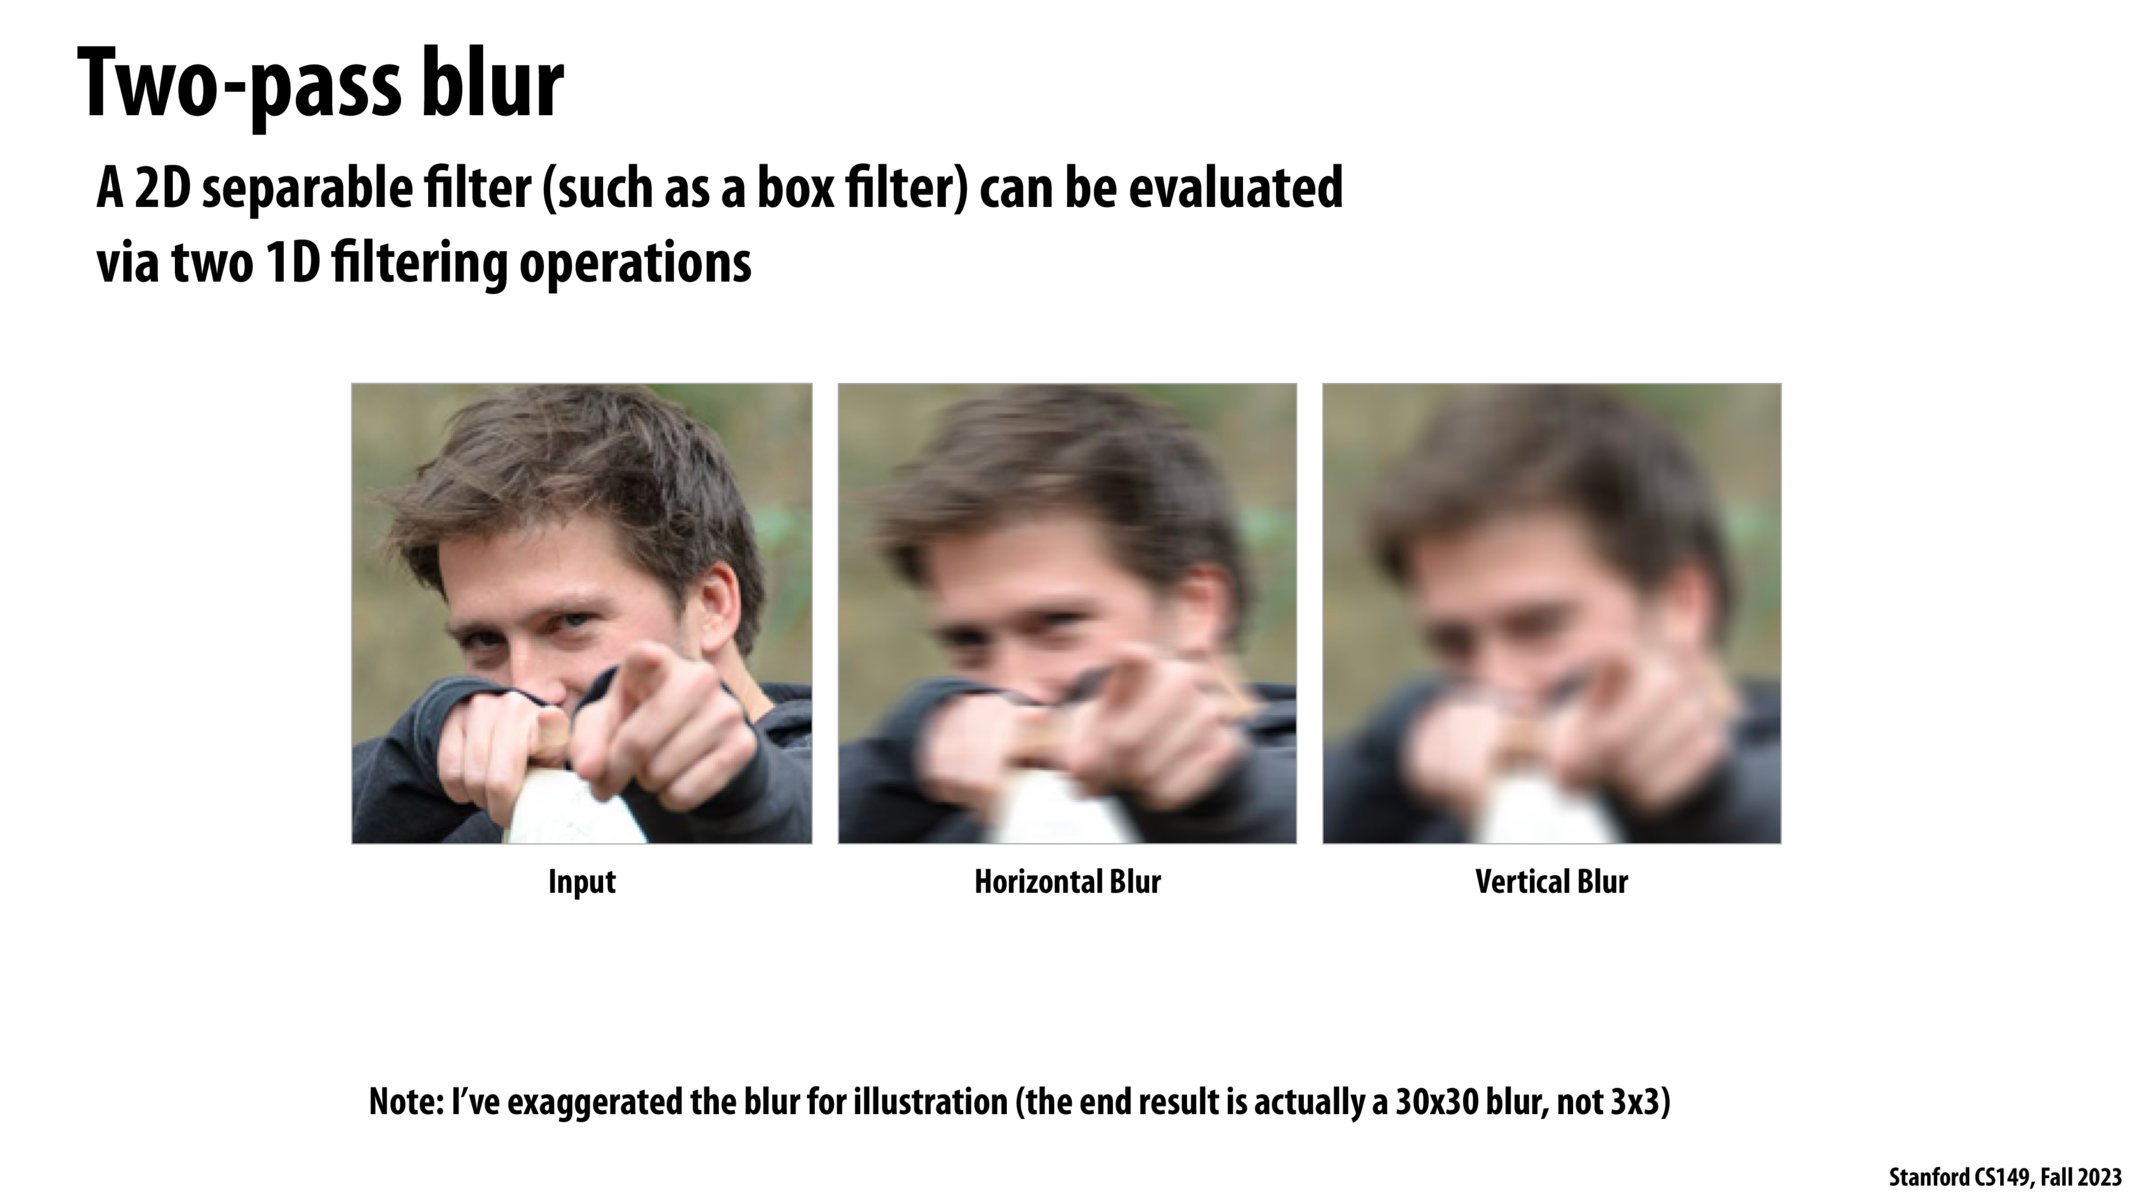 Two-pass blur
A 2D separable filter (such as a box filter) can be evaluated
via two 1D filtering operations
Input
Horizontal Blur
Vertical Blur
Note: I’ve exaggerated the blur for illustration (the end result is actually a 30x30 blur, not 3x3)
Stanford CS149, Fall 2023